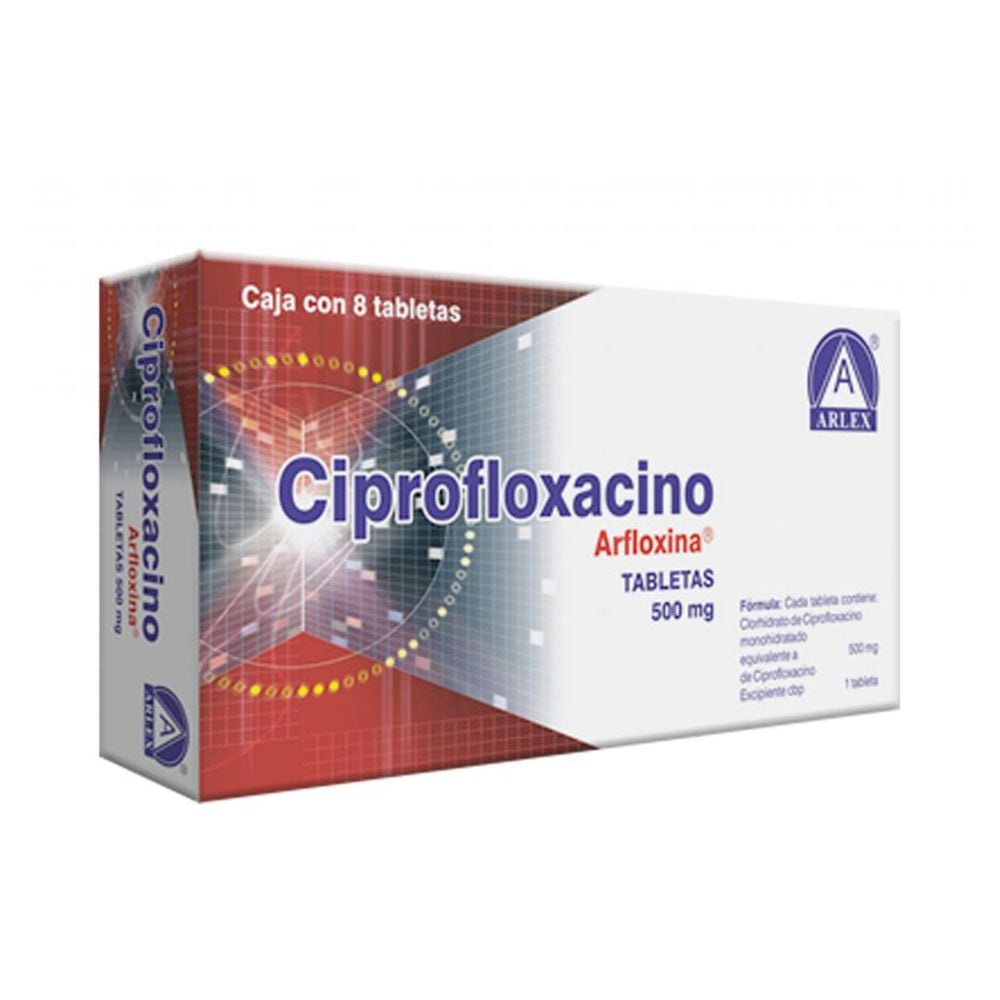 Caja con 8 tabletas
A
®
ARLEX
Ciprofloxacino
Arfloxina®
TABLETAS
500 mg
Fórmula: Cada tableta contiene:
Clorhidrato de Ciprofloxacino
monohidratado
equivalente a 500 mg
de Ciprofloxacino
Excipiente cbp 1 tableta
Ciprofloxacino
Arfloxina®
TABLETAS 500 mg
A
ARLEX
®